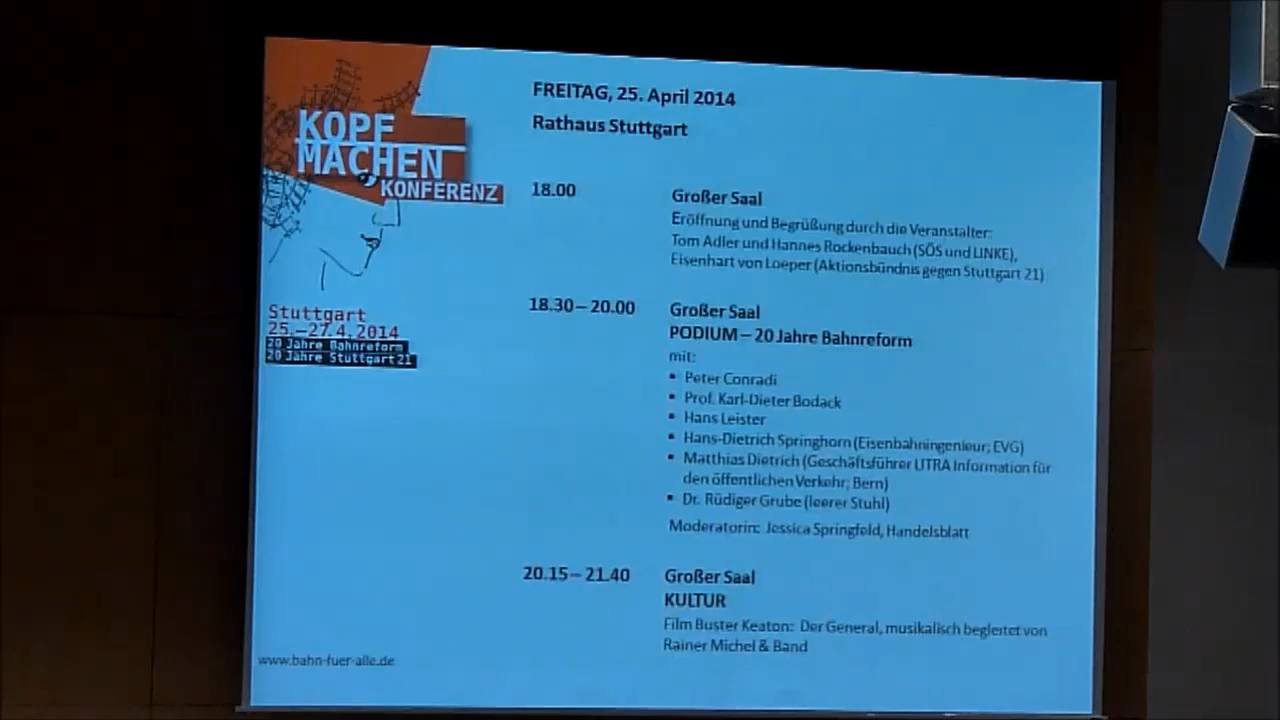 KOPF
MACHEN
KONFERENZ
Stuttgart
25.–27.4.2014
20 Jahre Bahnreform
20 Jahre Stuttgart 21
FREITAG, 25. April 2014
Rathaus Stuttgart
18.00
Großer Saal
Eröffnung und Begrüßung durch die Veranstalter:
Tom Adler und Hannes Rockenbauch (SÖS und LINKE),
Eisenhart von Loeper (Aktionsbündnis gegen Stuttgart 21)
18.30 – 20.00
Großer Saal
PODIUM – 20 Jahre Bahnreform
mit:
▪ Peter Conradi
▪ Prof. Karl-Dieter Bodack
▪ Hans Leister
▪ Hans-Dietrich Springhorn (Eisenbahningenieur; EVG)
▪ Matthias Dietrich (Geschäftsführer UTRA Information für
den öffentlichen Verkehr; Bern)
▪ Dr. Rüdiger Grube (leerer Stuhl)
Moderatorin: Jessica Springfeld, Handelsblatt
20.15 – 21.40
Großer Saal
KULTUR
Film Buster Keaton: Der General, musikalisch begleitet von
Rainer Michel & Band
www.bahn-fuer-alle.de